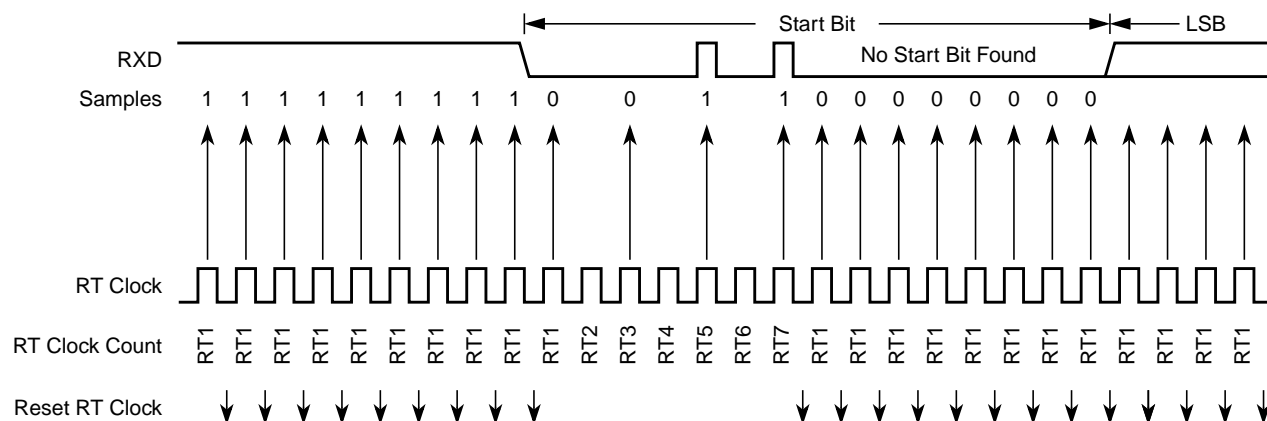 Start Bit LSB
RXD No Start Bit Found
Samples 1 1 1 1 1 1 1 1 1 0 0 1 1 0 0 0 0 0 0 0 0
RT Clock
RT Clock Count RT1 RT1 RT1 RT1 RT1 RT1 RT1 RT1 RT1 RT1 RT2 RT3 RT4 RT5 RT6 RT7 RT1 RT1 RT1 RT1 RT1 RT1 RT1 RT1 RT1 RT1 RT1 RT1
Reset RT Clock